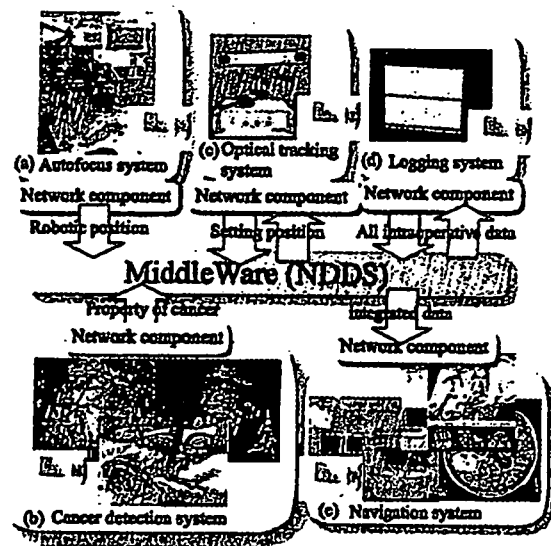 (a) Autofocus system
(c) Optical tracking
system
(d) Logging system
Network component
Network component
Network component
Robotic position
Setting position
All intraoperative data
MiddleWare (NDDS)
Property of cancer
Integrated data
Network component
Network component
(b) Cancer detection system
(e) Navigation system